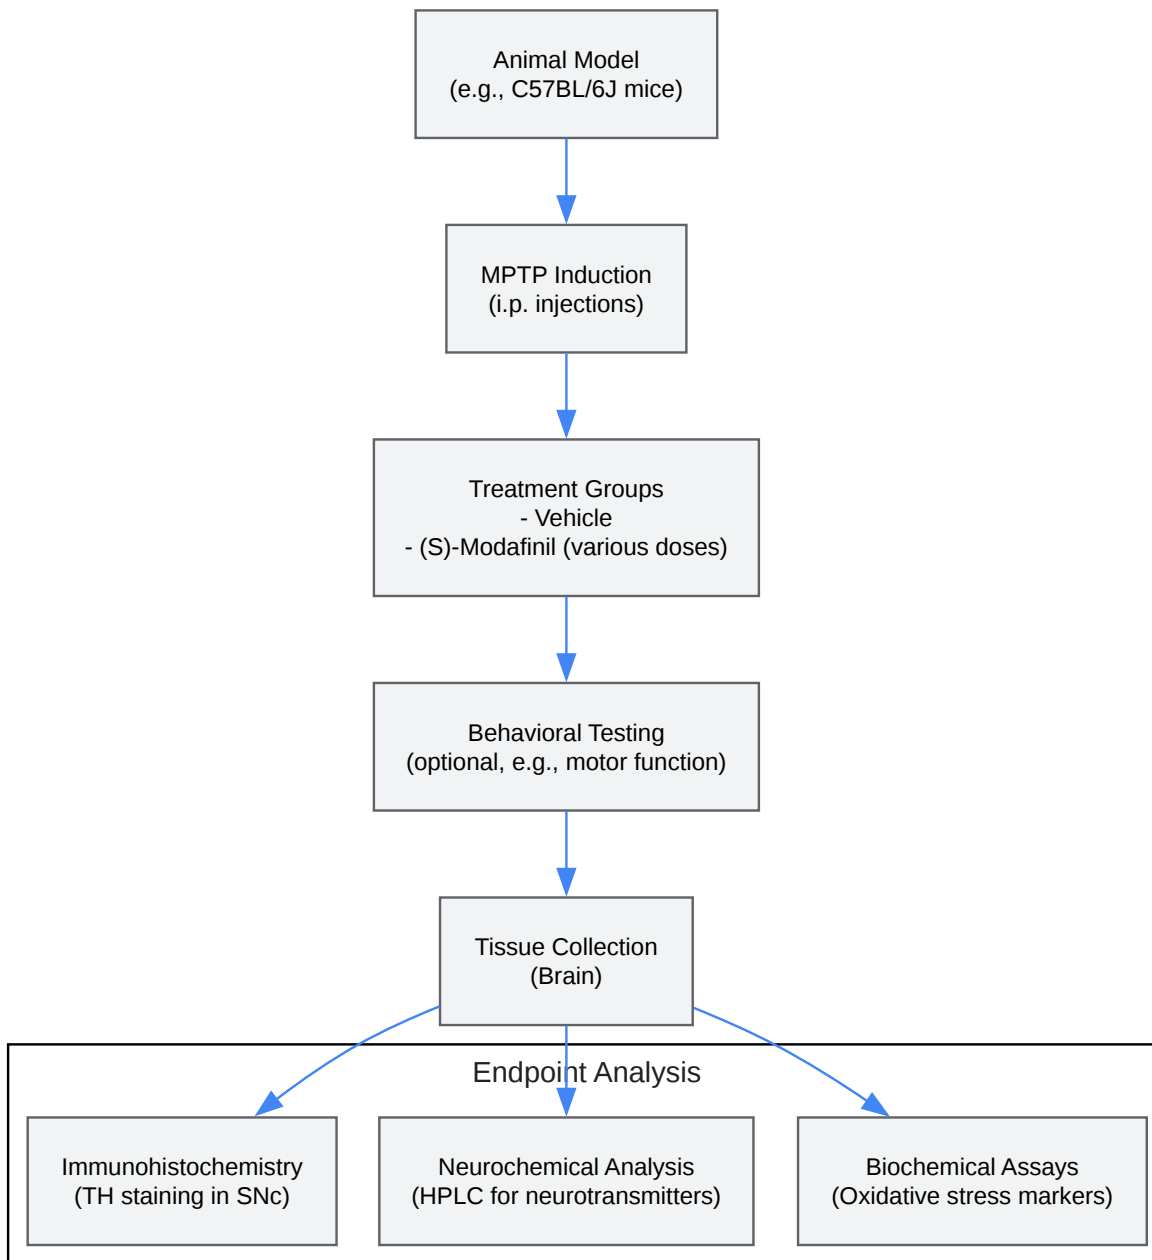 Animal Model
(e.g., C57BL/6J mice)
MPTP Induction
(i.p. injections)
Treatment Groups
- Vehicle
- (S)-Modafinil (various doses)
Behavioral Testing
(optional, e.g., motor function)
Tissue Collection
(Brain)
Endpoint Analysis
Immunohistochemistry
(TH staining in SNc)
Neurochemical Analysis
(HPLC for neurotransmitters)
Biochemical Assays
(Oxidative stress markers)